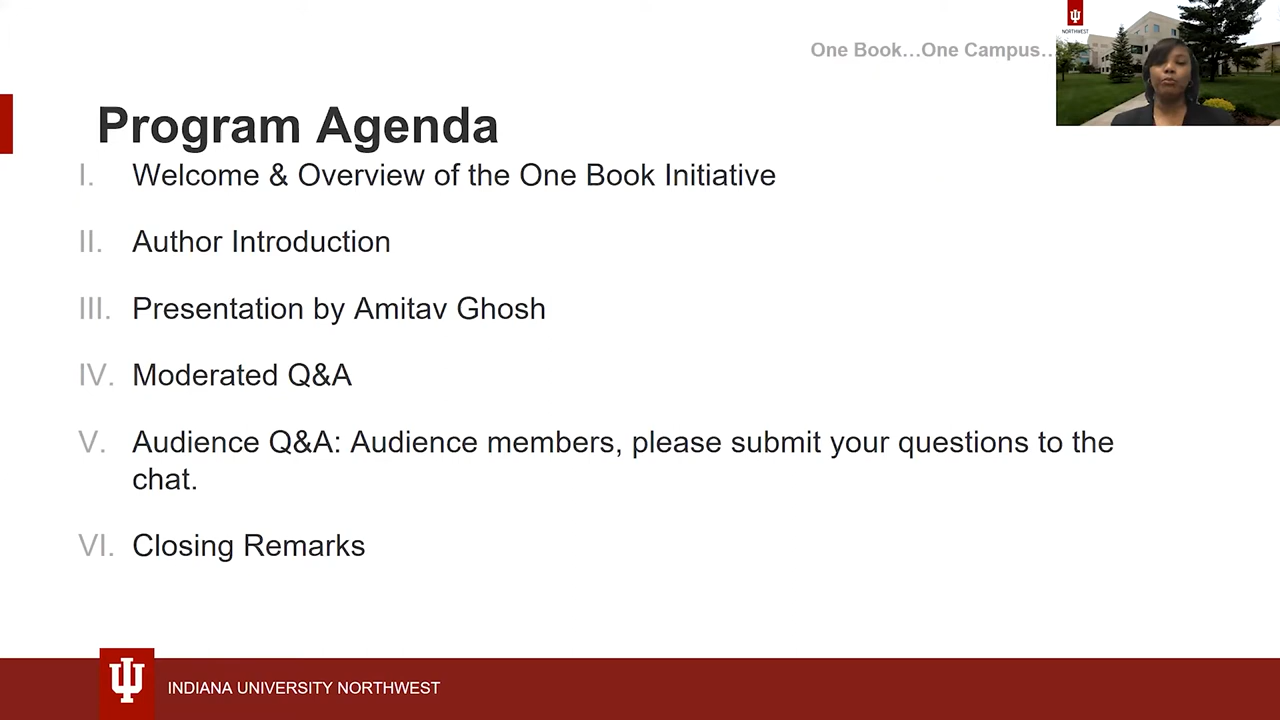 One Book…One Campus…
NORTHWEST
Program Agenda
I. Welcome & Overview of the One Book Initiative
II. Author Introduction
III. Presentation by Amitav Ghosh
IV. Moderated Q&A
V. Audience Q&A: Audience members, please submit your questions to the
chat.
VI. Closing Remarks
INDIANA UNIVERSITY NORTHWEST